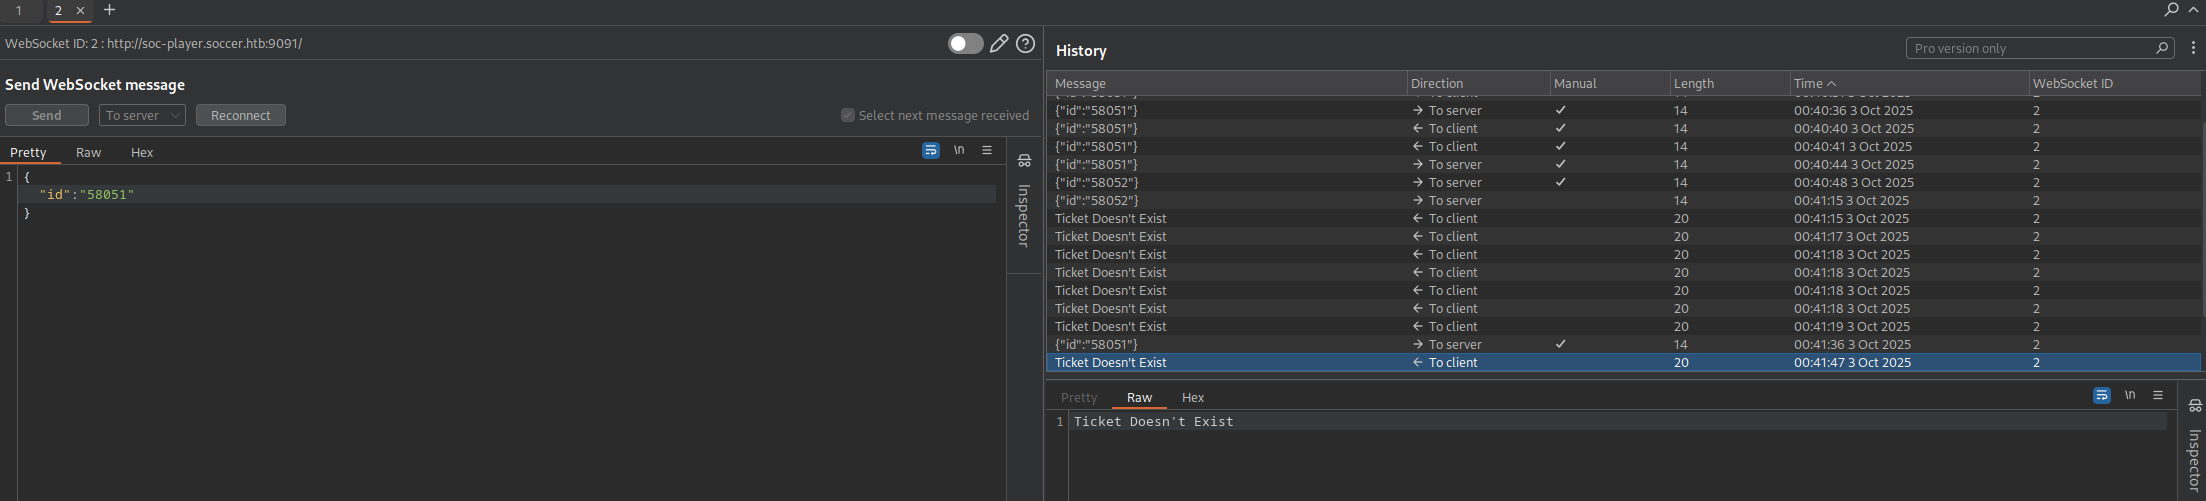 1 2 × +
WebSocket ID: 2 : http://soc-player.soccer.htb:9091/
Send WebSocket message
Send To server Reconnect Select next message received
Pretty Raw Hex \n
1 {
"id":"58051"
}
Inspector
History
Pro version only
Message Direction Manual Length Time WebSocket ID
{"id":"58051"} → To server ✓ 14 00:40:36 3 Oct 2025 2
{"id":"58051"} ← To client ✓ 14 00:40:40 3 Oct 2025 2
{"id":"58051"} ← To client ✓ 14 00:40:41 3 Oct 2025 2
{"id":"58051"} → To server ✓ 14 00:40:44 3 Oct 2025 2
{"id":"58052"} → To server ✓ 14 00:40:48 3 Oct 2025 2
{"id":"58052"} → To server 14 00:41:15 3 Oct 2025 2
Ticket Doesn't Exist ← To client 20 00:41:15 3 Oct 2025 2
Ticket Doesn't Exist ← To client 20 00:41:17 3 Oct 2025 2
Ticket Doesn't Exist ← To client 20 00:41:18 3 Oct 2025 2
Ticket Doesn't Exist ← To client 20 00:41:18 3 Oct 2025 2
Ticket Doesn't Exist ← To client 20 00:41:18 3 Oct 2025 2
Ticket Doesn't Exist ← To client 20 00:41:18 3 Oct 2025 2
Ticket Doesn't Exist ← To client 20 00:41:19 3 Oct 2025 2
{"id":"58051"} → To server ✓ 14 00:41:36 3 Oct 2025 2
Ticket Doesn't Exist ← To client 20 00:41:47 3 Oct 2025 2
Pretty Raw Hex \n
1 Ticket Doesn't Exist
Inspector